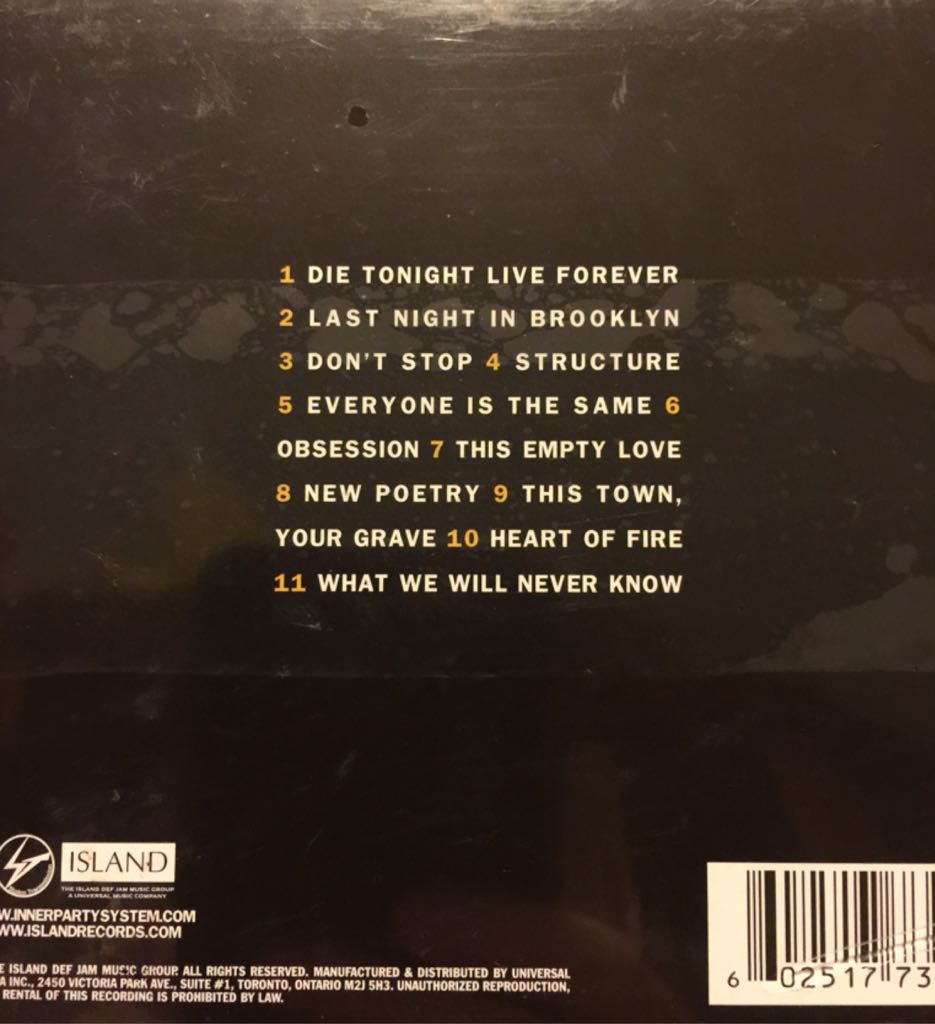 1 DIE TONIGHT LIVE FOREVER
2 LAST NIGHT IN BROOKLYN
3 DON'T STOP 4 STRUCTURE
5 EVERYONE IS THE SAME 6
OBSESSION 7 THIS EMPTY LOVE
8 NEW POETRY 9 THIS TOWN,
YOUR GRAVE 10 HEART OF FIRE
11 WHAT WE WILL NEVER KNOW
ISLAND
THE ISLAND DEF JAM MUSIC GROUP
A UNIVERSAL MUSIC COMPANY
W.INNERPARTYSYSTEM.COM
WW.ISLANDRECORDS.COM
E ISLAND DEF JAM MUSIC GROUP. ALL RIGHTS RESERVED. MANUFACTURED & DISTRIBUTED BY UNIVERSAL
A INC., 2450 VICTORIA PARK AVE., SUITE #1, TORONTO, ONTARIO M2J 5H3. UNAUTHORIZED REPRODUCTION,
RENTAL OF THIS RECORDING IS PROHIBITED BY LAW.
6 02517 73